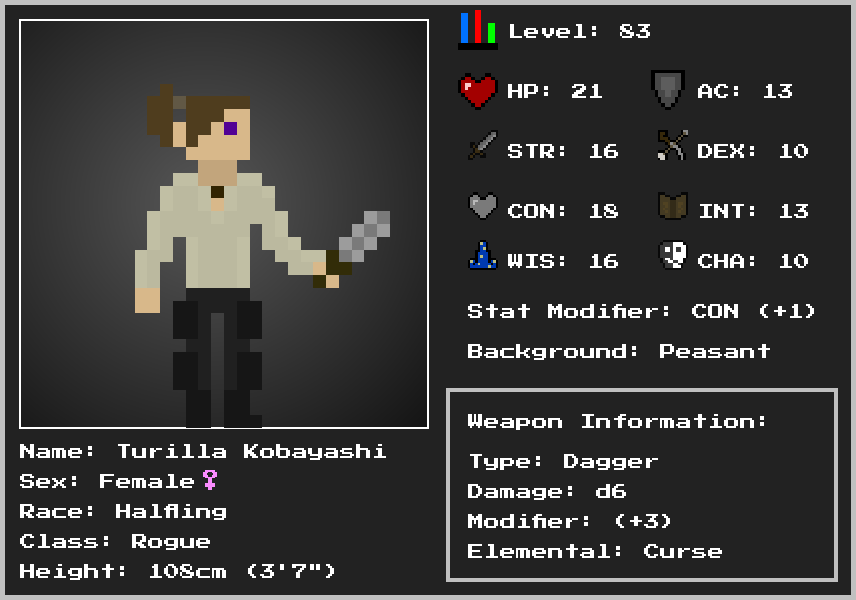 Level: 83
HP: 21
AC: 13
STR: 16
DEX: 10
CON: 18
INT: 13
WIS: 16
CHA: 10
Stat Modifier: CON (+1)
Background: Peasant
Weapon Information:
Type: Dagger
Damage: d6
Modifier: (+3)
Elemental: Curse
Name: Turilla Kobayashi
Sex: Female♀
Race: Halfling
Class: Rogue
Height: 108cm (3'7")